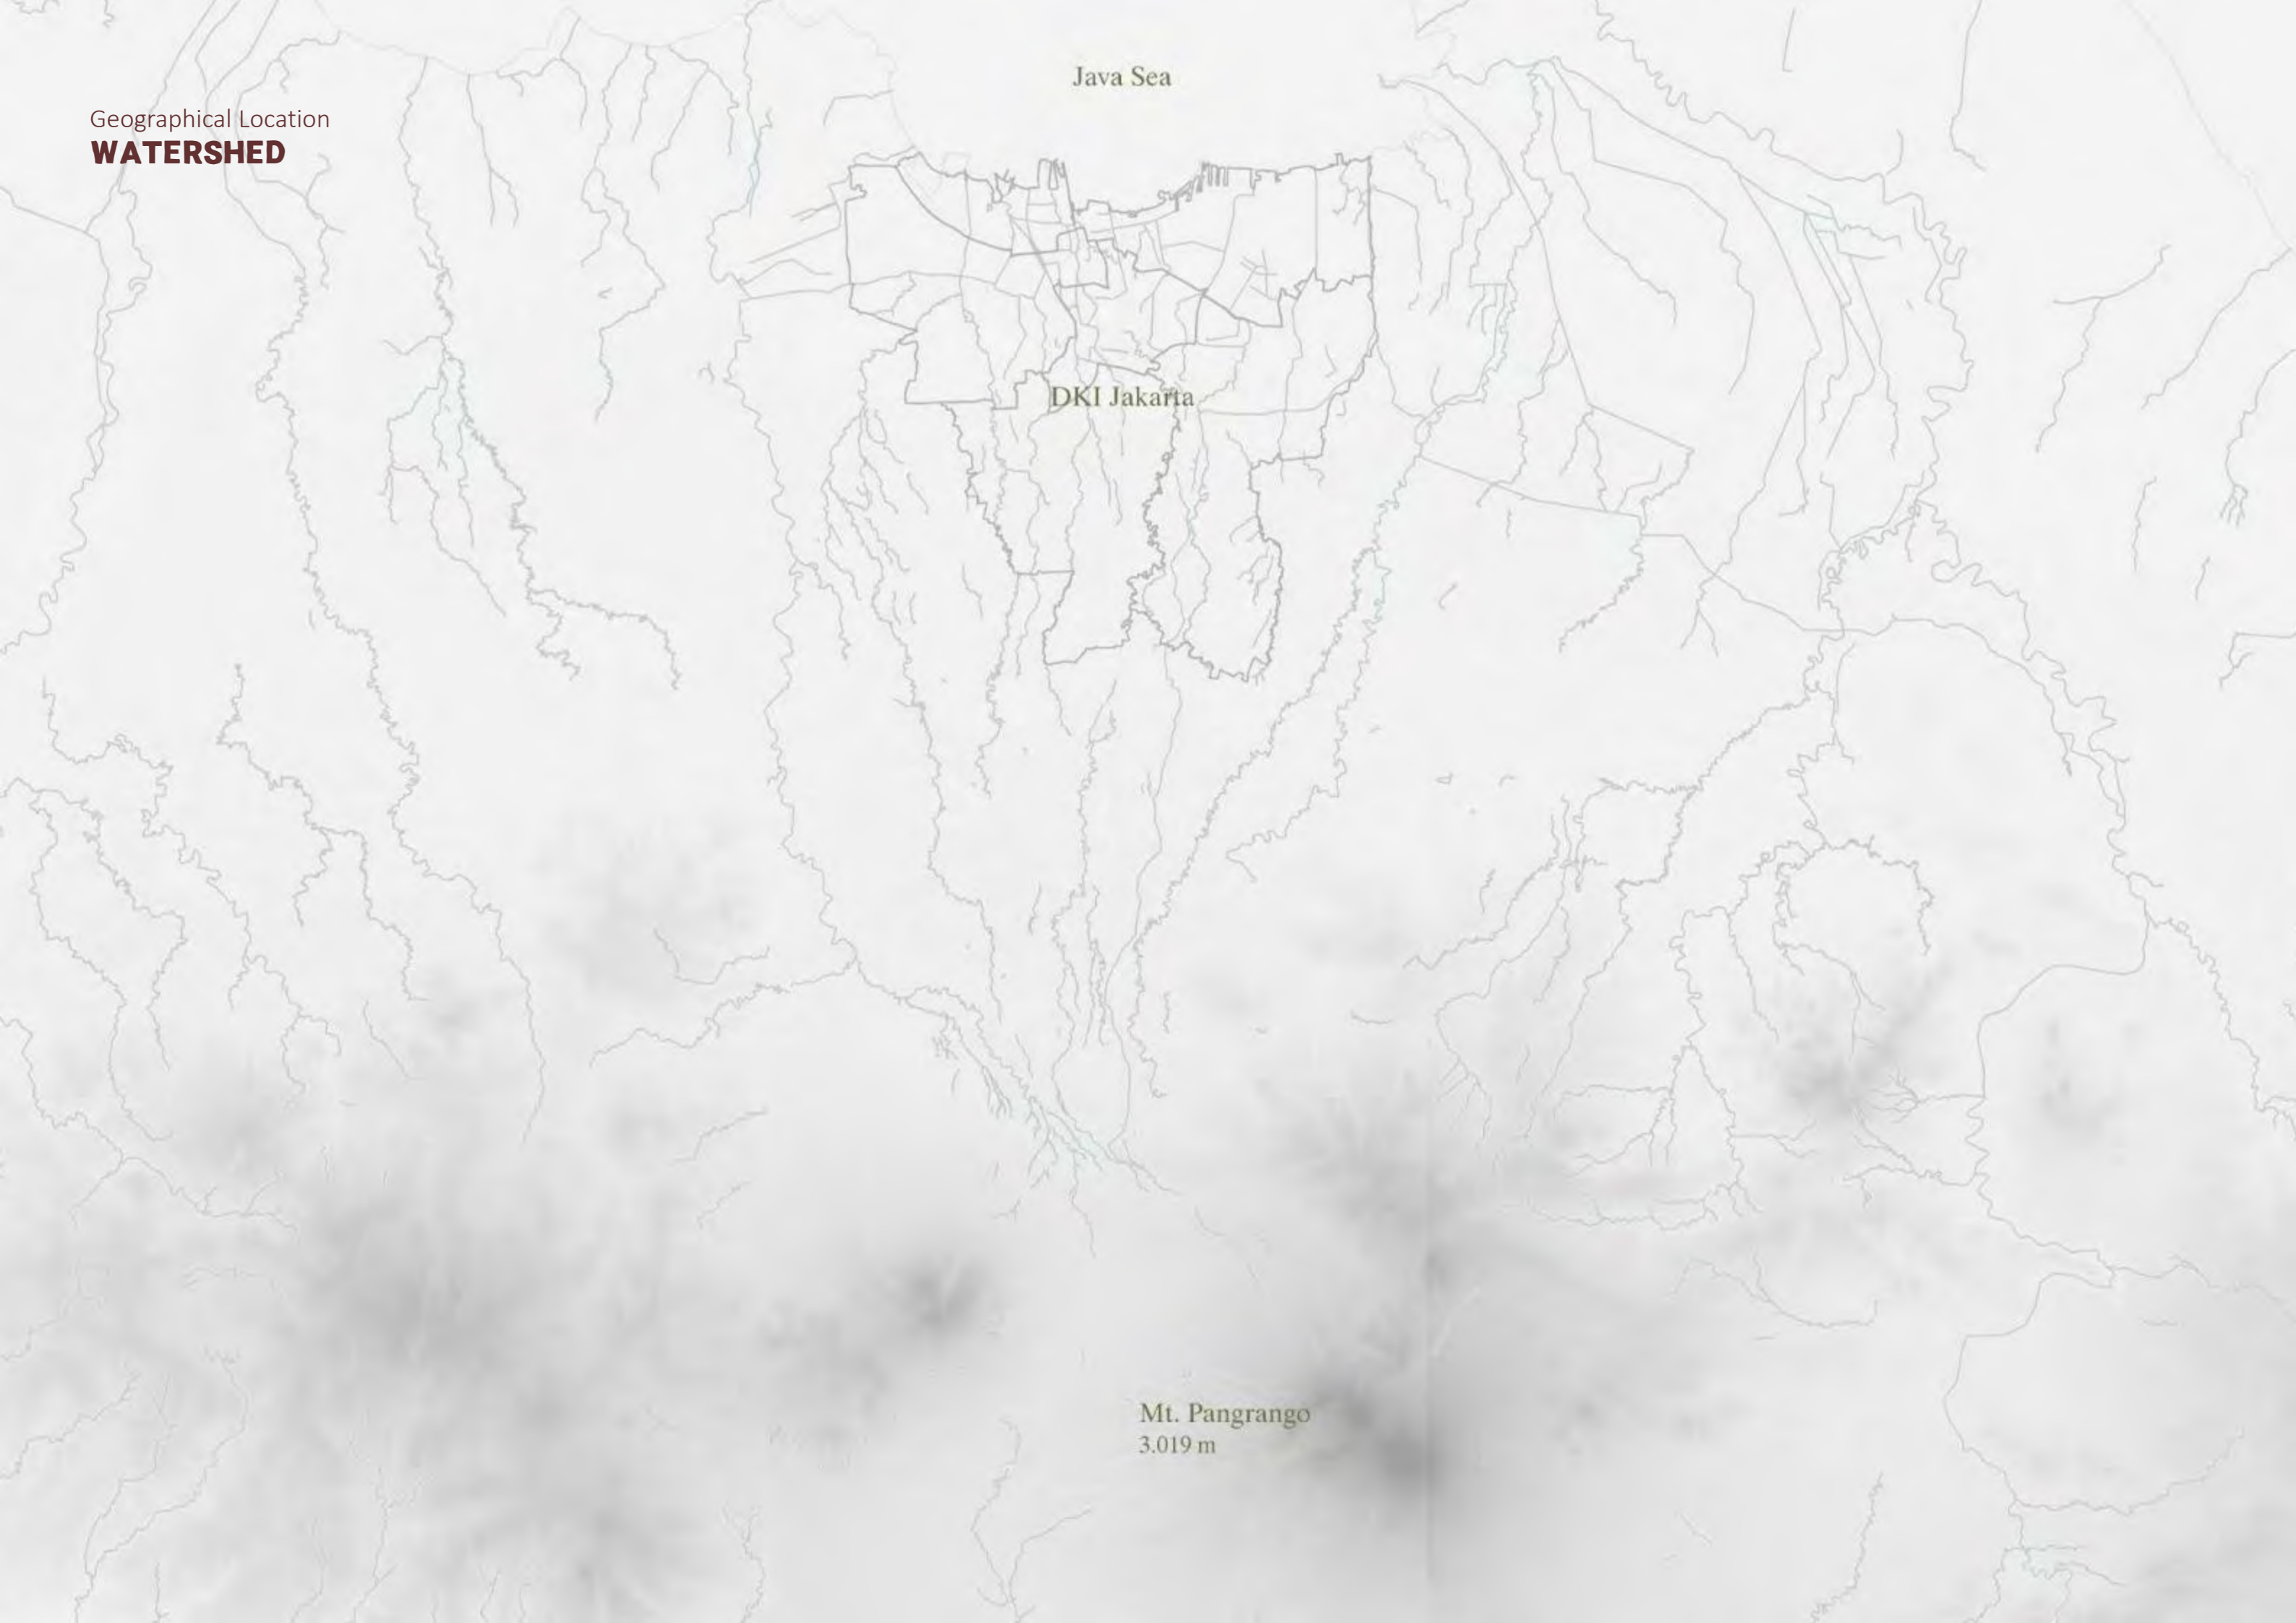 Java Sea
Geographical Location
WATERSHED
DKI Jakarta
Mt. Pangrango
3.019 m